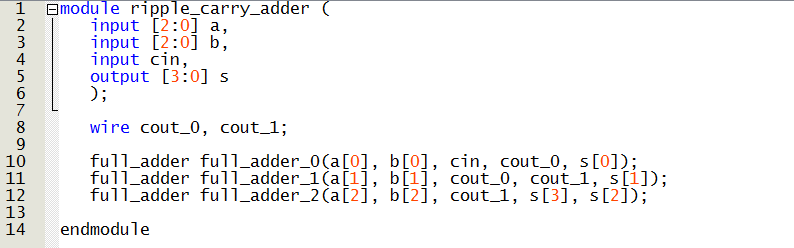 1 module ripple_carry_adder (
2 input [2:0] a,
3 input [2:0] b,
4 input cin,
5 output [3:0] s
6 );
7
8 wire cout_0, cout_1;
9
10 full_adder full_adder_0(a[0], b[0], cin, cout_0, s[0]);
11 full_adder full_adder_1(a[1], b[1], cout_0, cout_1, s[1]);
12 full_adder full_adder_2(a[2], b[2], cout_1, s[3], s[2]);
13
14 endmodule